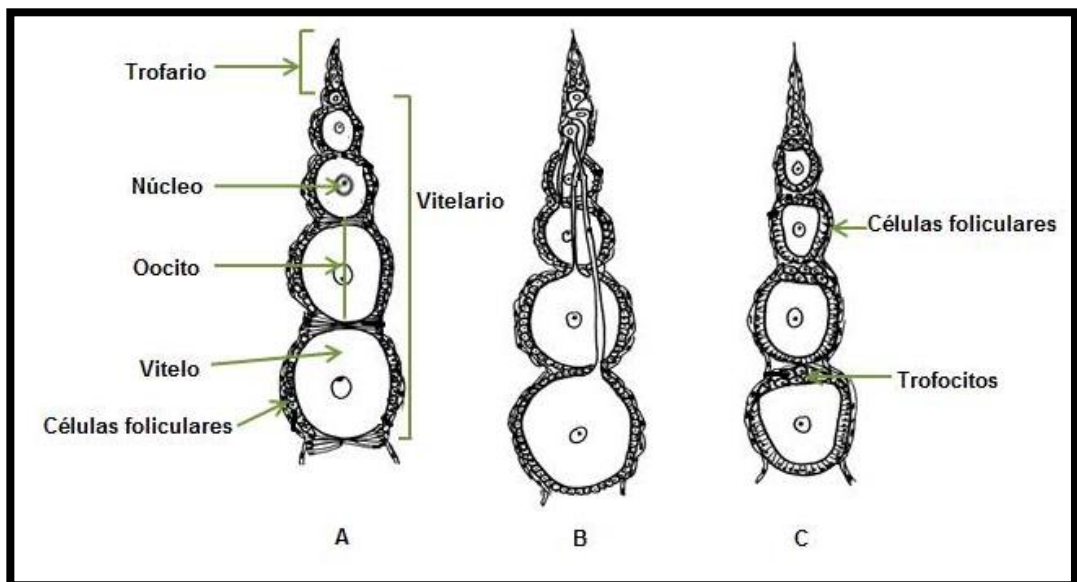 Trofario
Núcleo
Vitelario
Oocito
Vitelo
Células foliculares
Células foliculares
Trofocitos
A
B
C